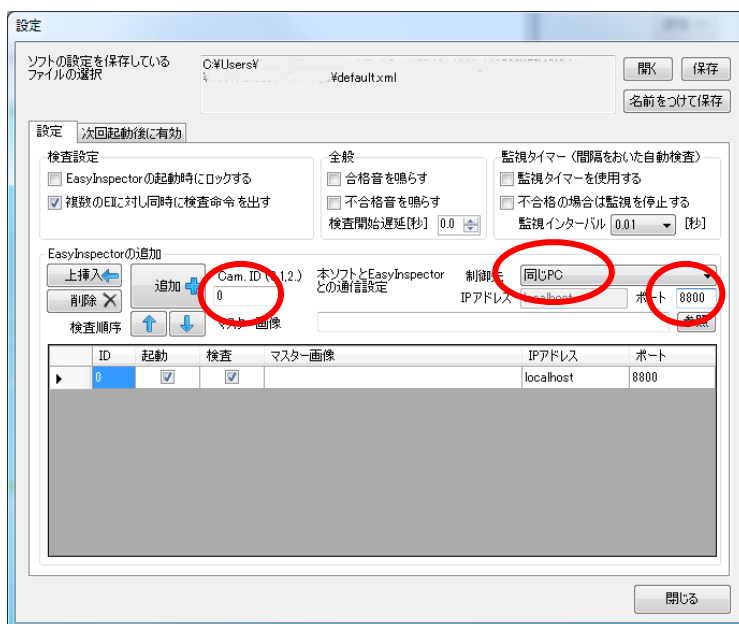 設定
ソフトの設定を保存している
ファイルの選択
C:¥Users¥
¥default.xml
開く
保存
名前をつけて保存
設定
次回起動後に有効
検査設定
EasyInspectorの起動時にロックする
複数のEIに対し同時に検査命令を出す
全般
合格音を鳴らす
不合格音を鳴らす
検査開始遅延[秒] 0.0
監視タイマー（間隔をおいた自動検査）
監視タイマーを使用する
不合格の場合は監視を停止する
監視インターバル 0.01 [秒]
EasyInspectorの追加
上挿入
削除
追加
Cam. ID (0,1,2..)
0
本ソフトとEasyInspector
との通信設定
制御先 同じPC
IPアドレス localhost ポート 8800
検査順序
マスター画像
参照
ID 起動 検査 マスター画像 IPアドレス ポート
0 localhost 8800
閉じる